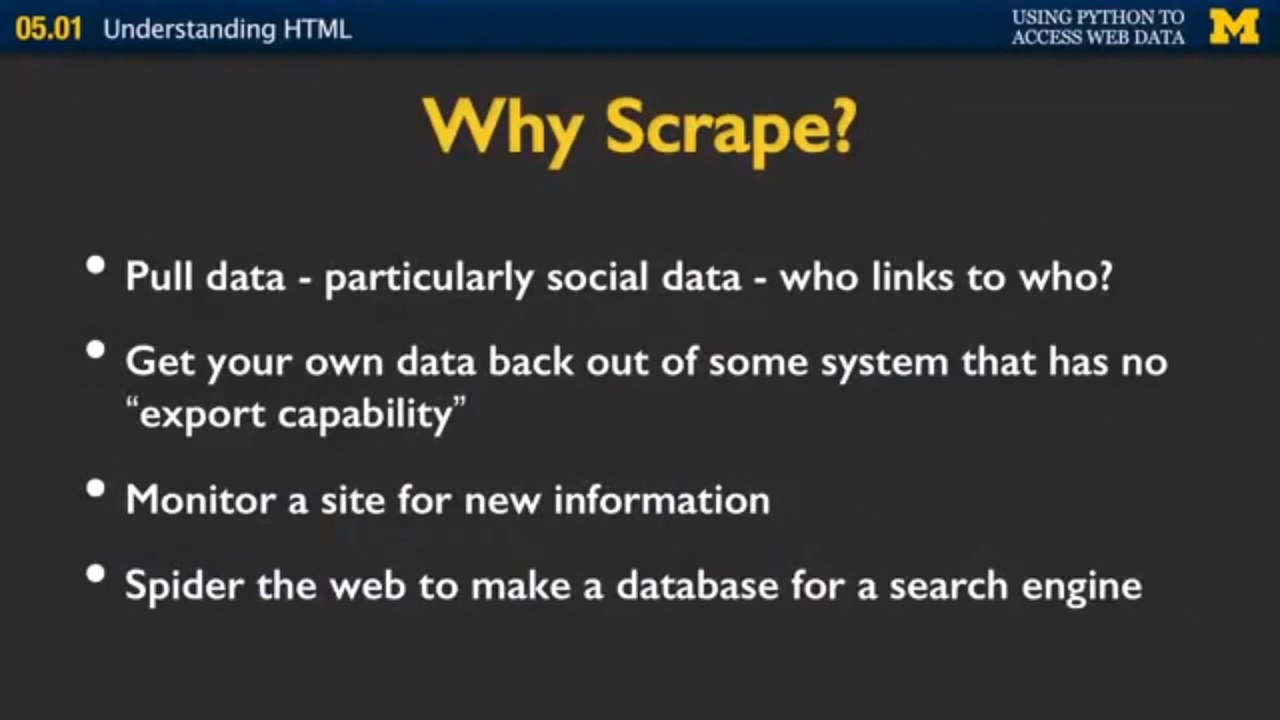 05.01 Understanding HTML
USING PYTHON TO
ACCESS WEB DATA
M
Why Scrape?
• Pull data - particularly social data - who links to who?
• Get your own data back out of some system that has no
“export capability”
• Monitor a site for new information
• Spider the web to make a database for a search engine